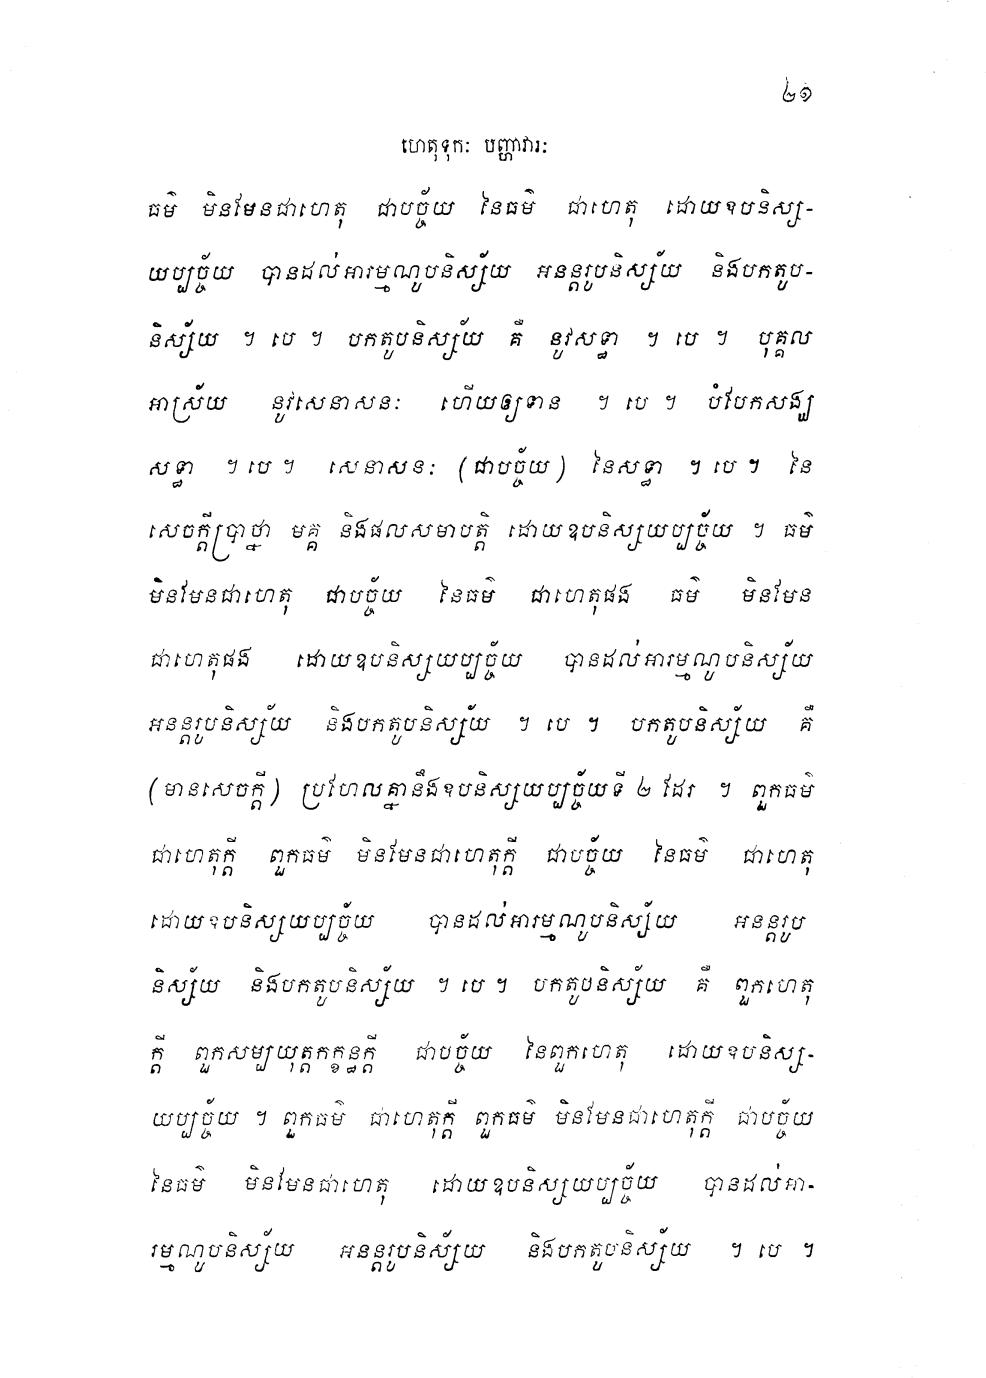 ២១
ហេតុទុកៈ បញ្ហាវារៈ
ធម៌ មិនមែនជាហេតុ ជាបច្ច័យ នៃធម៌ ជាហេតុ ដោយឧបនិស្ស-
យប្បច្ច័យ បានដល់អារម្មណូបនិស្ស័យ អនន្តរូបនិស្ស័យ និងបកតូប-
និស្ស័យ ។ បេ ។ បកតូបនិស្ស័យ គឺ នូវសទ្ធា ។ បេ ។ បុគ្គល
អាស្រ័យ នូវសេនាសនៈ ហើយឲ្យទាន ។ បេ ។ បំបែកសង្ឃ
សទ្ធា ។ បេ ។ សេនាសនៈ (ជាបច្ច័យ) នៃសទ្ធា ។ បេ ។ នៃ
សេចក្តីប្រាថ្នា មគ្គ និងផលសមាបត្តិ ដោយឧបនិស្សយប្បច្ច័យ ។ ធម៌
មិនមែនជាហេតុ ជាបច្ច័យ នៃធម៌ ជាហេតុផង ធម៌ មិនមែន
ជាហេតុផង ដោយឧបនិស្សយប្បច្ច័យ បានដល់អារម្មណូបនិស្ស័យ
អនន្តរូបនិស្ស័យ និងបកតូបនិស្ស័យ ។ បេ ។ បកតូបនិស្ស័យ គឺ
(មានសេចក្តី) ប្រហែលគ្នានឹងឧបនិស្សយប្បច្ច័យទី ២ ដែរ ។ ពួកធម៌
ជាហេតុក្តី ពួកធម៌ មិនមែនជាហេតុក្តី ជាបច្ច័យ នៃធម៌ ជាហេតុ
ដោយឧបនិស្សយប្បច្ច័យ បានដល់អារម្មណូបនិស្ស័យ អនន្តរូប
និស្ស័យ និងបកតូបនិស្ស័យ ។ បេ ។ បកតូបនិស្ស័យ គឺ ពួកហេតុ
ក្តី ពួកសម្បយុត្តកក្ខន្ធក្តី ជាបច្ច័យ នៃពួកហេតុ ដោយឧបនិស្ស-
យប្បច្ច័យ ។ ពួកធម៌ ជាហេតុក្តី ពួកធម៌ មិនមែនជាហេតុក្តី ជាបច្ច័យ
នៃធម៌ មិនមែនជាហេតុ ដោយឧបនិស្សយប្បច្ច័យ បានដល់អា-
រម្មណូបនិស្ស័យ អនន្តរូបនិស្ស័យ និងបកតូបនិស្ស័យ ។ បេ ។